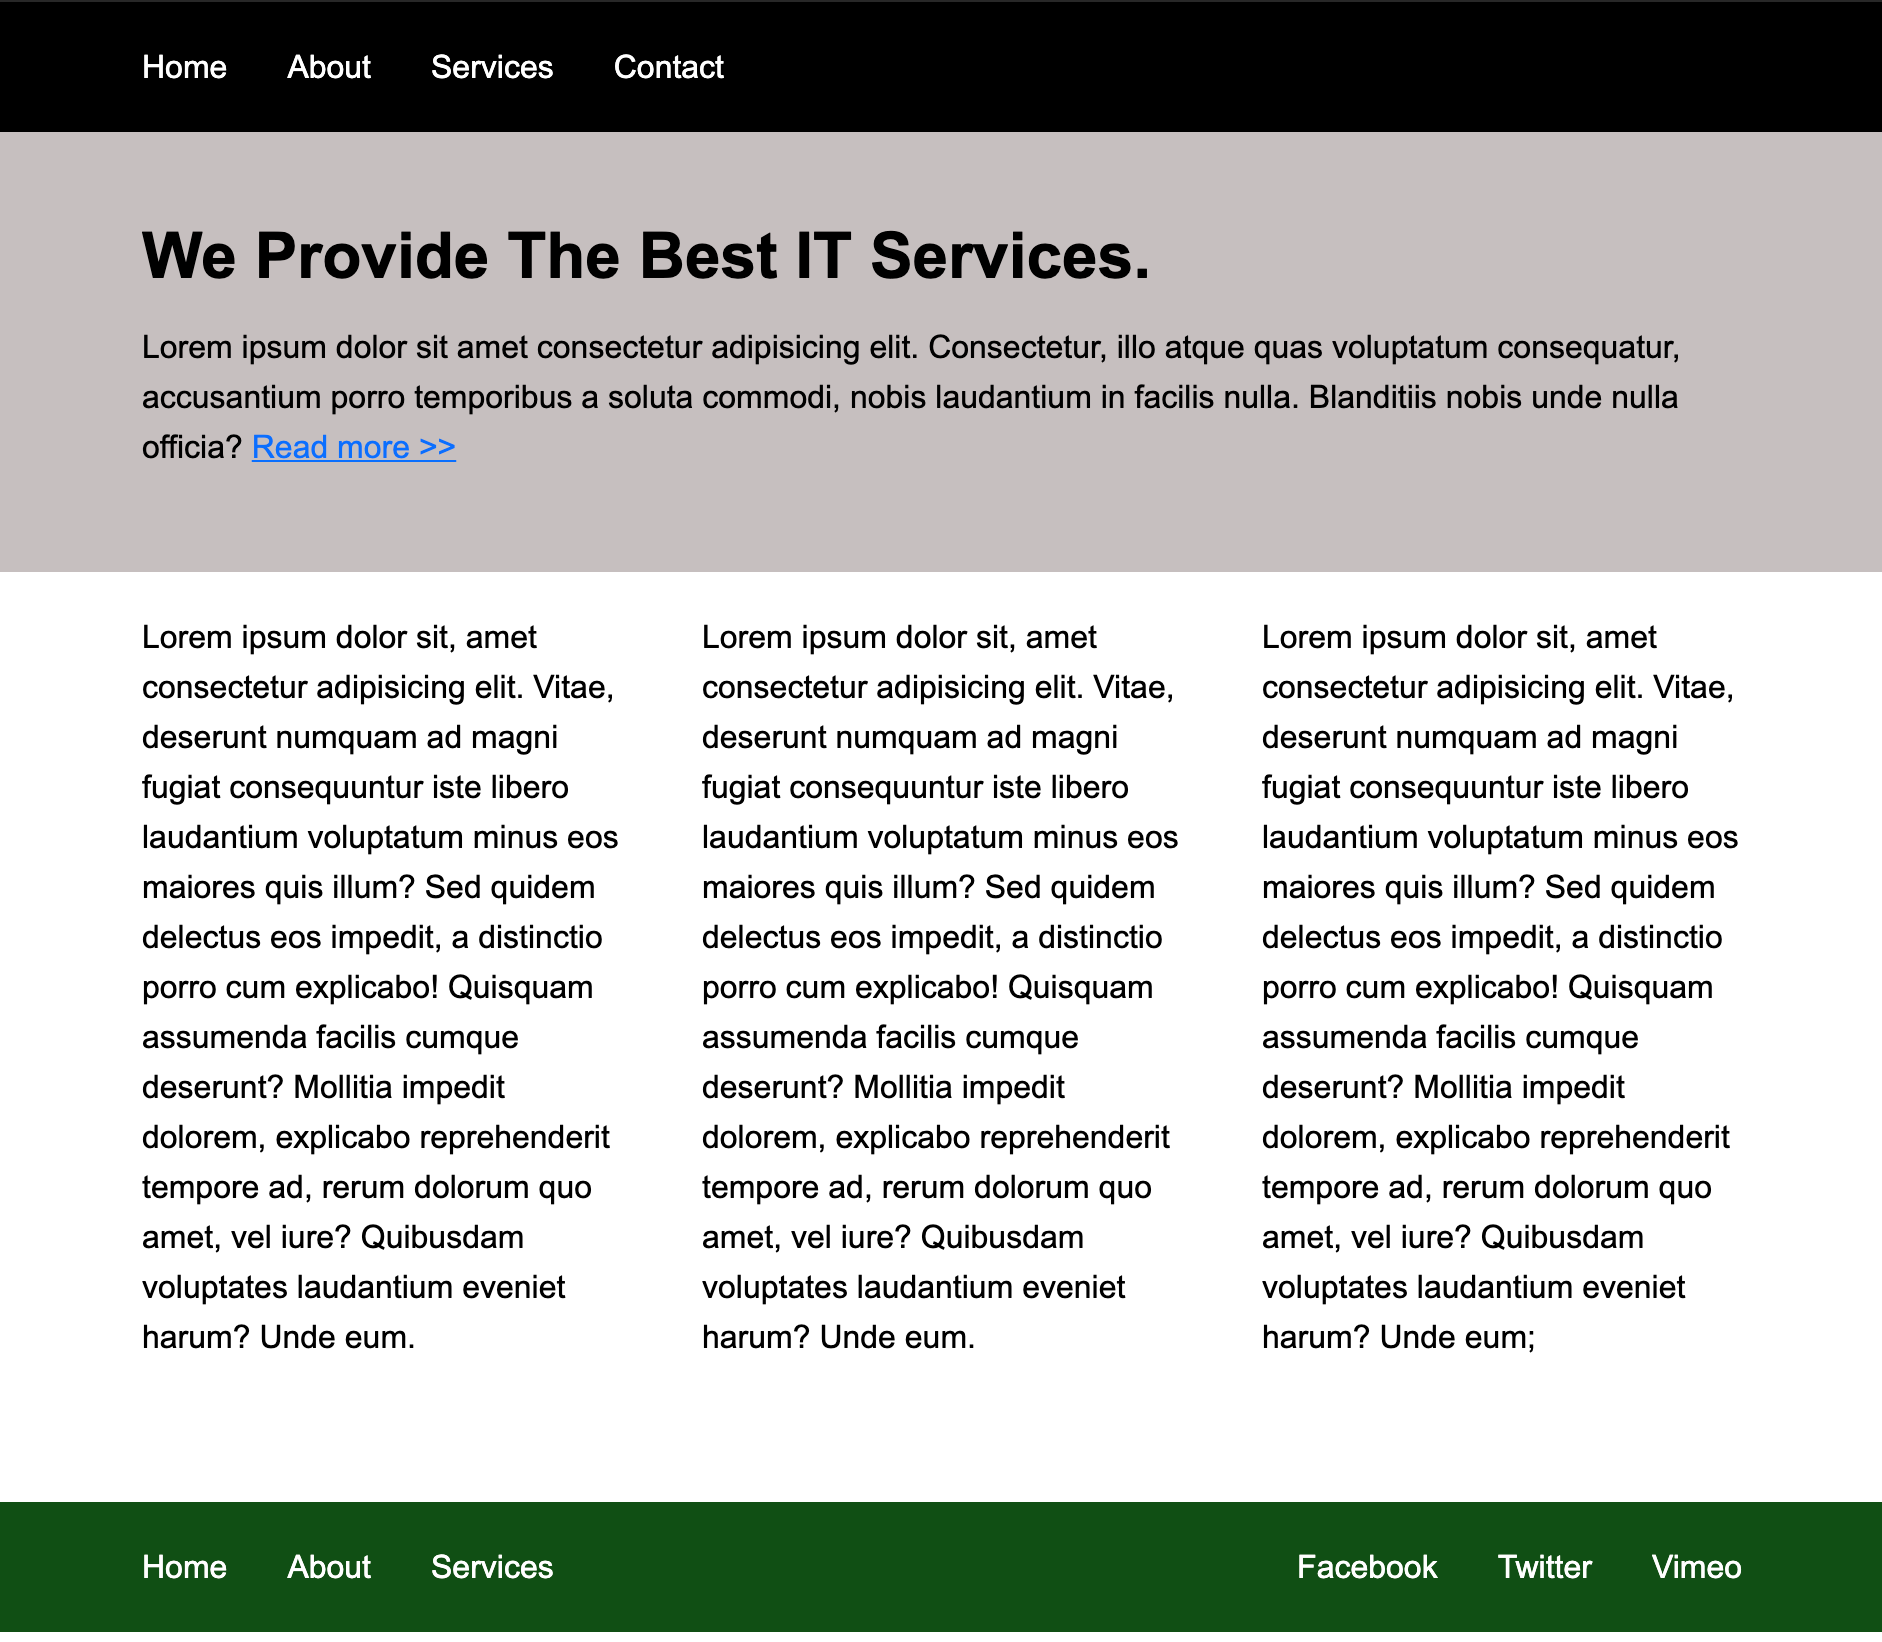 Home About Services Contact
We Provide The Best IT Services.
Lorem ipsum dolor sit amet consectetur adipisicing elit. Consectetur, illo atque quas voluptatum consequatur,
accusantium porro temporibus a soluta commodi, nobis laudantium in facilis nulla. Blanditiis nobis unde nulla
officia? Read more >>
Lorem ipsum dolor sit, amet
consectetur adipisicing elit. Vitae,
deserunt numquam ad magni
fugiat consequuntur iste libero
laudantium voluptatum minus eos
maiores quis illum? Sed quidem
delectus eos impedit, a distinctio
porro cum explicabo! Quisquam
assumenda facilis cumque
deserunt? Mollitia impedit
dolorem, explicabo reprehenderit
tempore ad, rerum dolorum quo
amet, vel iure? Quibusdam
voluptates laudantium eveniet
harum? Unde eum.
Lorem ipsum dolor sit, amet
consectetur adipisicing elit. Vitae,
deserunt numquam ad magni
fugiat consequuntur iste libero
laudantium voluptatum minus eos
maiores quis illum? Sed quidem
delectus eos impedit, a distinctio
porro cum explicabo! Quisquam
assumenda facilis cumque
deserunt? Mollitia impedit
dolorem, explicabo reprehenderit
tempore ad, rerum dolorum quo
amet, vel iure? Quibusdam
voluptates laudantium eveniet
harum? Unde eum.
Lorem ipsum dolor sit, amet
consectetur adipisicing elit. Vitae,
deserunt numquam ad magni
fugiat consequuntur iste libero
laudantium voluptatum minus eos
maiores quis illum? Sed quidem
delectus eos impedit, a distinctio
porro cum explicabo! Quisquam
assumenda facilis cumque
deserunt? Mollitia impedit
dolorem, explicabo reprehenderit
tempore ad, rerum dolorum quo
amet, vel iure? Quibusdam
voluptates laudantium eveniet
harum? Unde eum;
Home About Services Facebook Twitter Vimeo